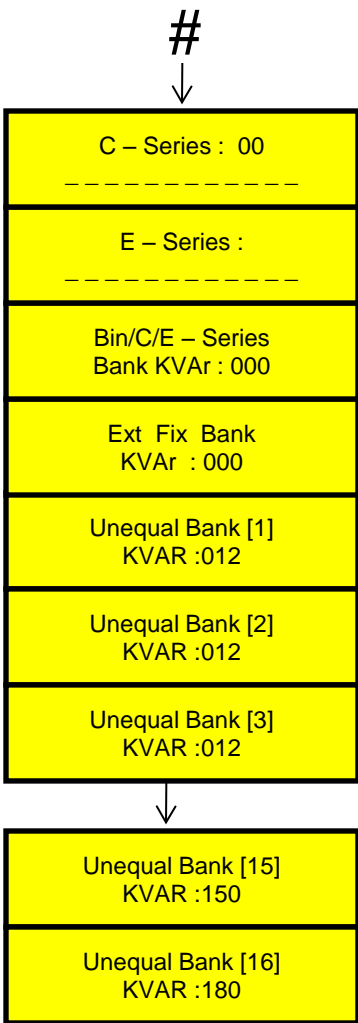 #
C – Series : 00
_ _ _ _ _ _ _ _ _ _ _ _
E – Series :
_ _ _ _ _ _ _ _ _ _ _ _
Bin/C/E – Series
Bank KVAr : 000
Ext Fix Bank
KVAr : 000
Unequal Bank [1]
KVAR :012
Unequal Bank [2]
KVAR :012
Unequal Bank [3]
KVAR :012
Unequal Bank [15]
KVAR :150
Unequal Bank [16]
KVAR :180